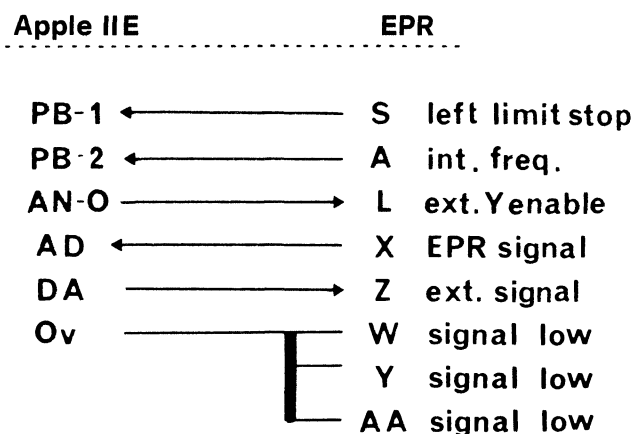 Apple IIE EPR
PB-1 S left limit stop
PB-2 A int. freq.
AN-O L ext. Y enable
AD X EPR signal
DA Z ext. signal
Ov W signal low
Y signal low
AA signal low